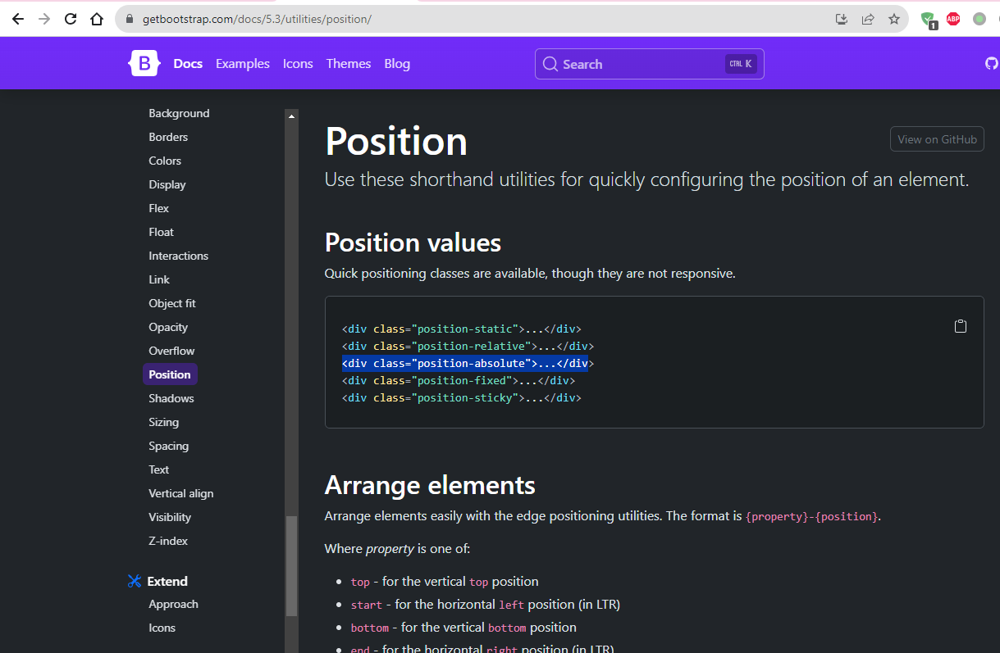 getbootstrap.com/docs/5.3/utilities/position/
1
ABP
B
Docs
Examples
Icons
Themes
Blog
Search
CTRL K
Background
Borders
Colors
Display
Flex
Float
Interactions
Link
Object fit
Opacity
Overflow
Position
Shadows
Sizing
Spacing
Text
Vertical align
Visibility
Z-index
Extend
Approach
Icons
Position
View on GitHub
Use these shorthand utilities for quickly configuring the position of an element.
Position values
Quick positioning classes are available, though they are not responsive.
<div class="position-static">...</div>
<div class="position-relative">...</div>
<div class="position-absolute">...</div>
<div class="position-fixed">...</div>
<div class="position-sticky">...</div>
Arrange elements
Arrange elements easily with the edge positioning utilities. The format is {property}-{position}.
Where property is one of:
top - for the vertical top position
start - for the horizontal left position (in LTR)
bottom - for the vertical bottom position
end - for the horizontal right position (in LTR)